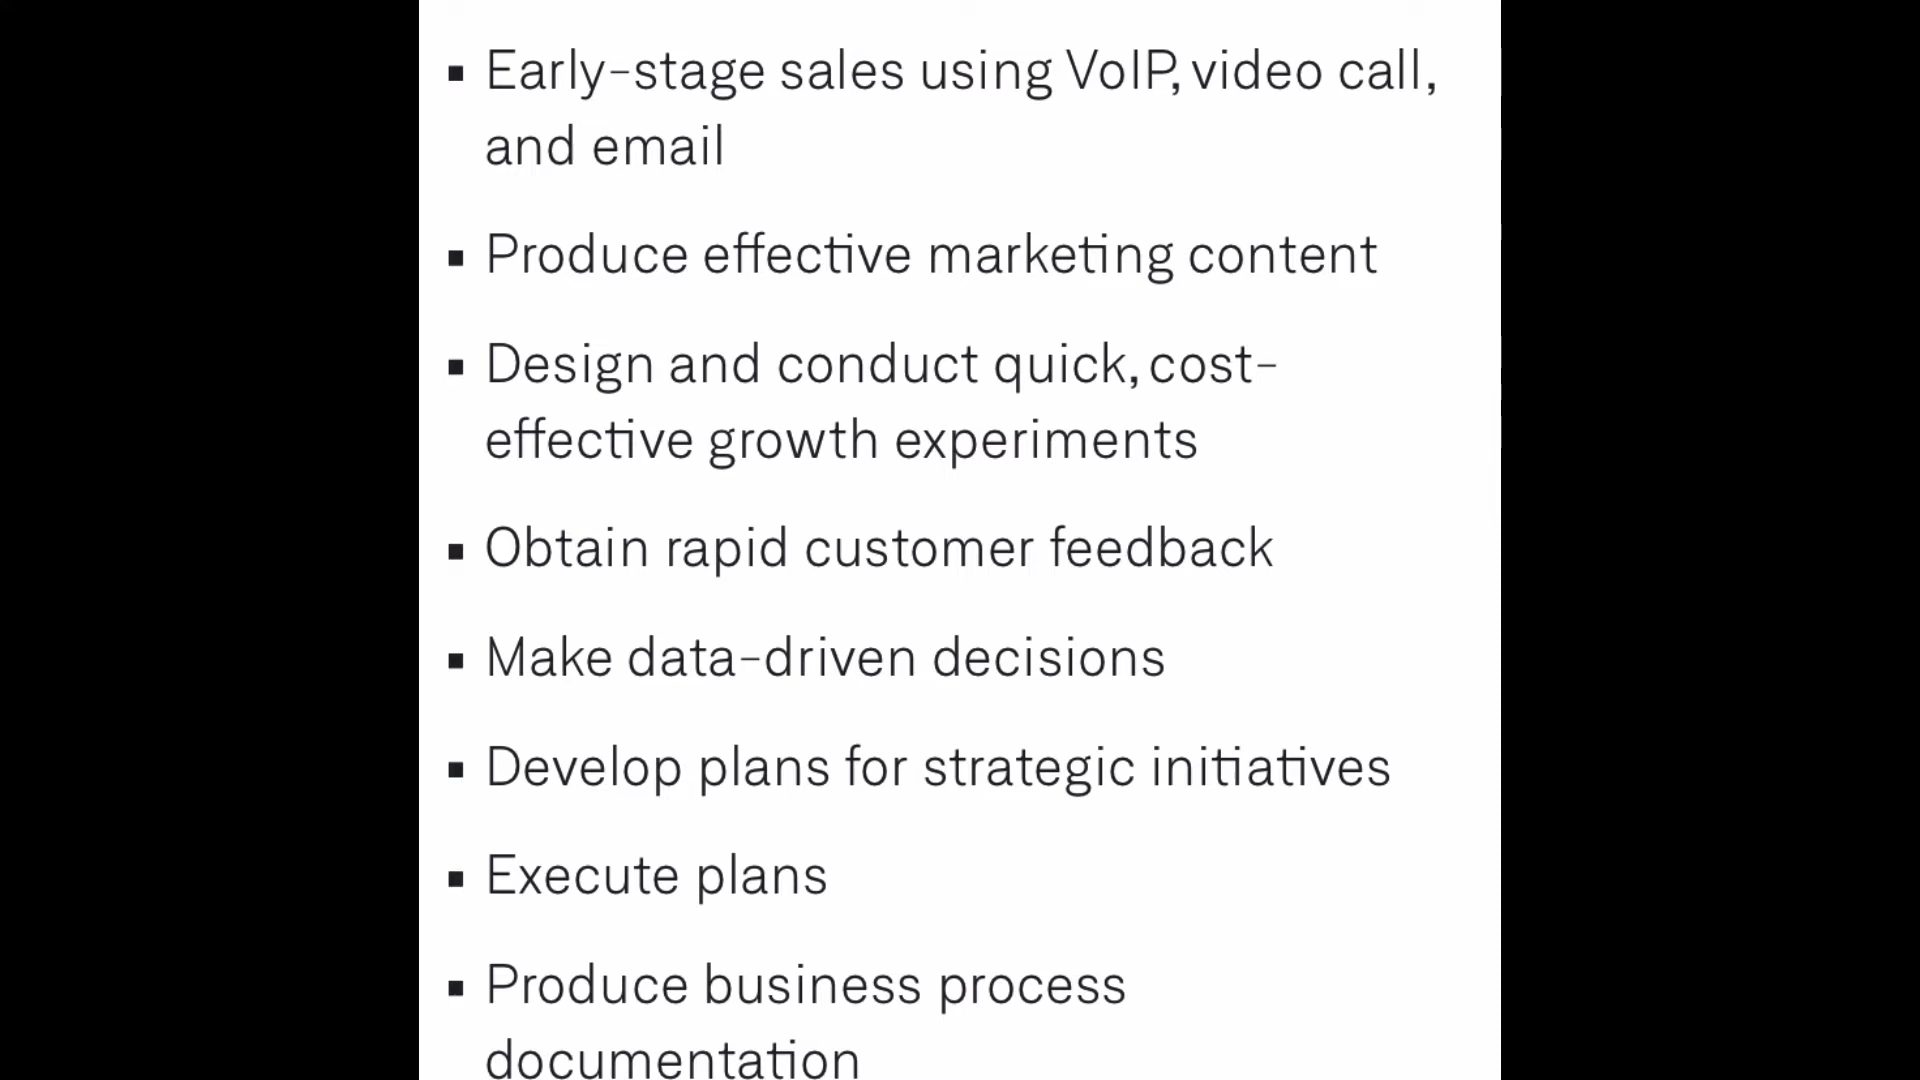 ▪ Early-stage sales using VoIP, video call,
and email
▪ Produce effective marketing content
▪ Design and conduct quick, cost-
effective growth experiments
▪ Obtain rapid customer feedback
▪ Make data-driven decisions
▪ Develop plans for strategic initiatives
▪ Execute plans
▪ Produce business process
documentation